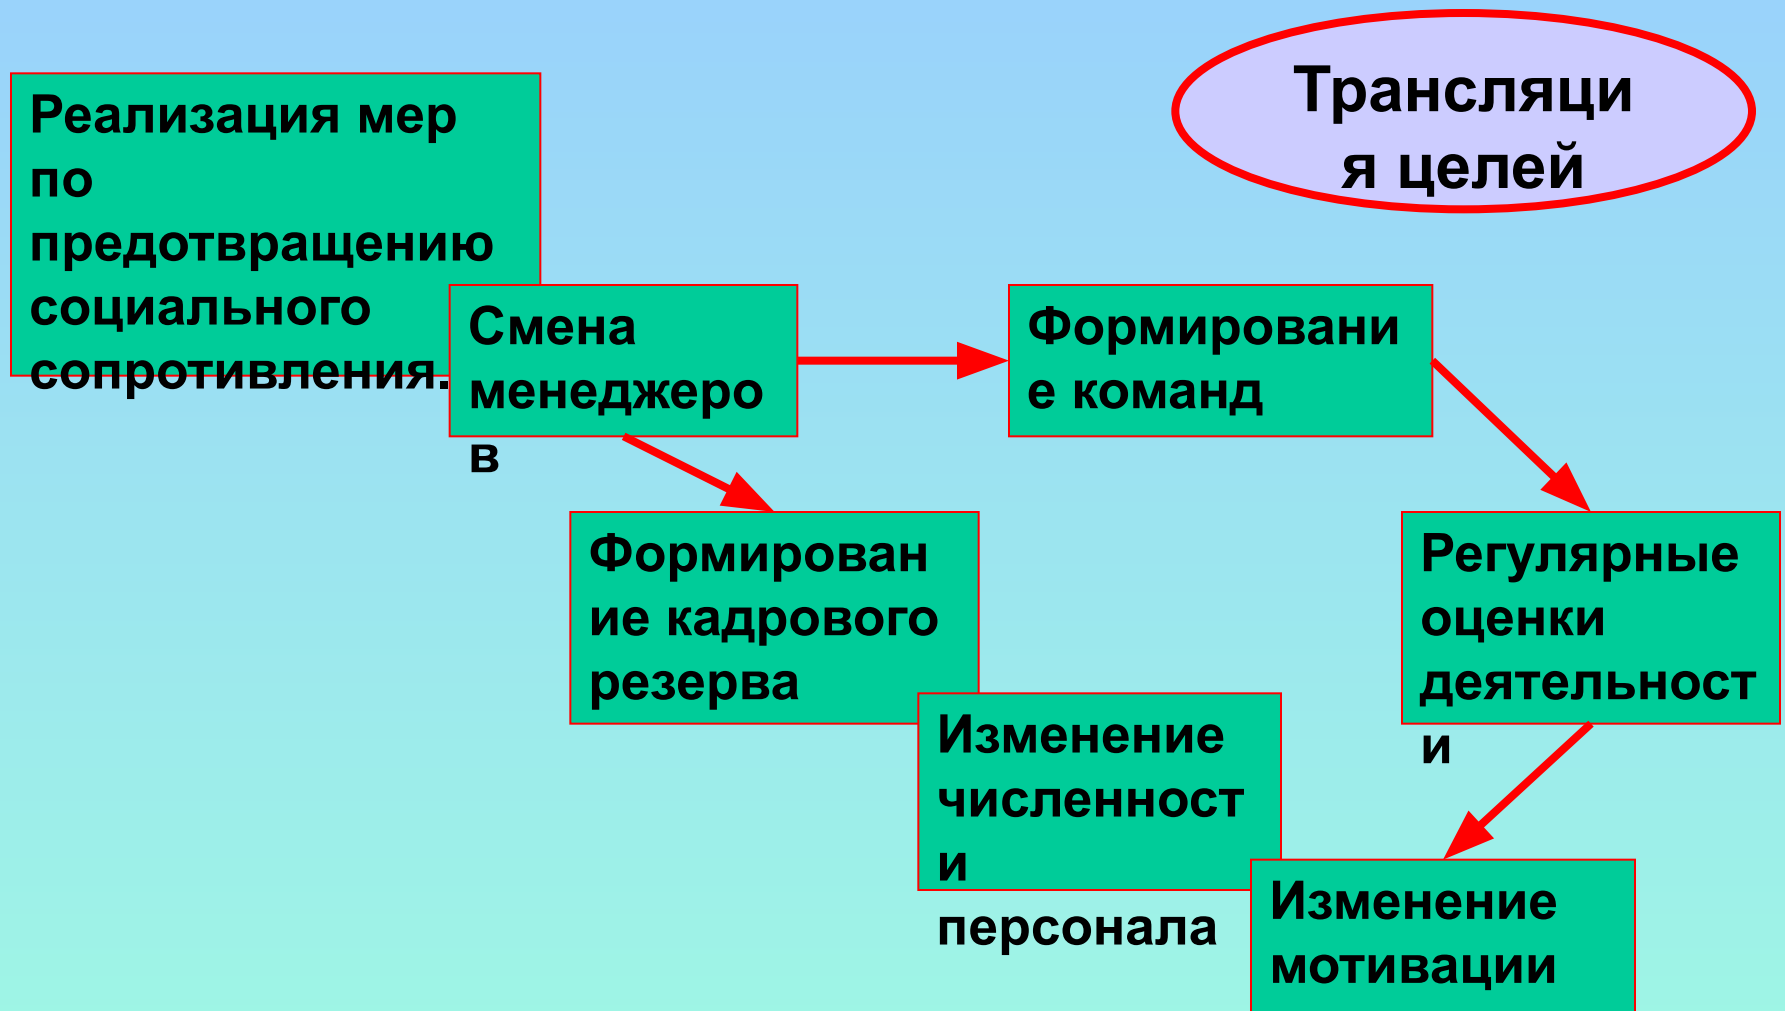 Трансляци
я целей
Реализация мер
по
предотвращению
социального
сопротивления.
Смена
менеджеро
в
Формировани
е команд
Формирован
ие кадрового
резерва
Регулярные
оценки
деятельност
и
Изменение
численност
и
персонала
Изменение
мотивации